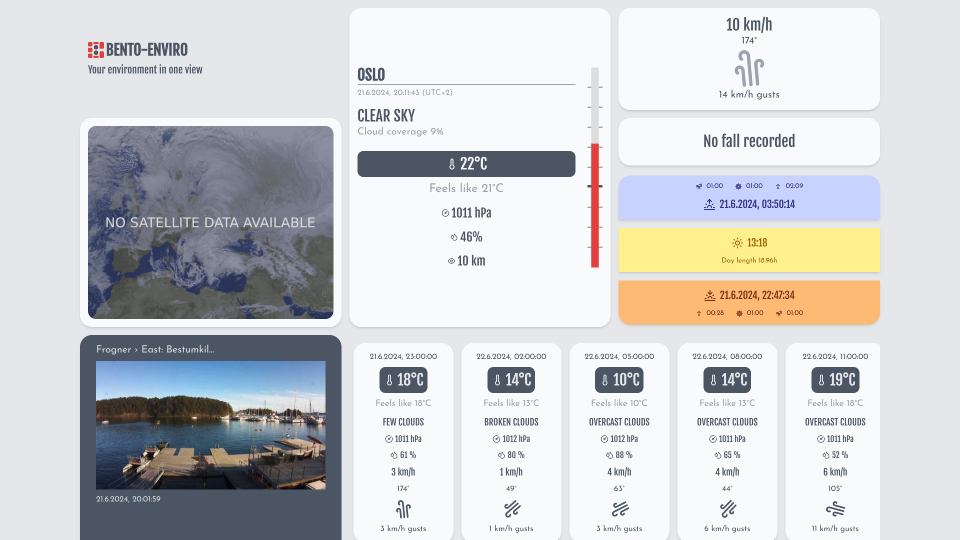 BENTO-ENVIRO
Your environment in one view
NO SATELLITE DATA AVAILABLE
OSLO
21.6.2024, 20:11:43 (UTC+2)
CLEAR SKY
Cloud coverage 9%
22°C
Feels like 21°C
1011 hPa
46%
10 km
10 km/h
174°
14 km/h gusts
No fall recorded
01:00 01:00 02:09
21.6.2024, 03:50:14
13:18
Day length 18.96h
21.6.2024, 22:47:34
00:28 01:00 01:00
Frogner › East: Bestumkil...
21.6.2024, 20:01:59
21.6.2024, 23:00:00
18°C
Feels like 18°C
FEW CLOUDS
1011 hPa
61 %
3 km/h
174°
3 km/h gusts
22.6.2024, 02:00:00
14°C
Feels like 13°C
BROKEN CLOUDS
1012 hPa
80 %
1 km/h
49°
1 km/h gusts
22.6.2024, 05:00:00
10°C
Feels like 10°C
OVERCAST CLOUDS
1012 hPa
88 %
4 km/h
63°
3 km/h gusts
22.6.2024, 08:00:00
14°C
Feels like 13°C
OVERCAST CLOUDS
1011 hPa
65 %
4 km/h
44°
6 km/h gusts
22.6.2024, 11:00:00
19°C
Feels like 18°C
OVERCAST CLOUDS
1011 hPa
52 %
6 km/h
105°
11 km/h gusts